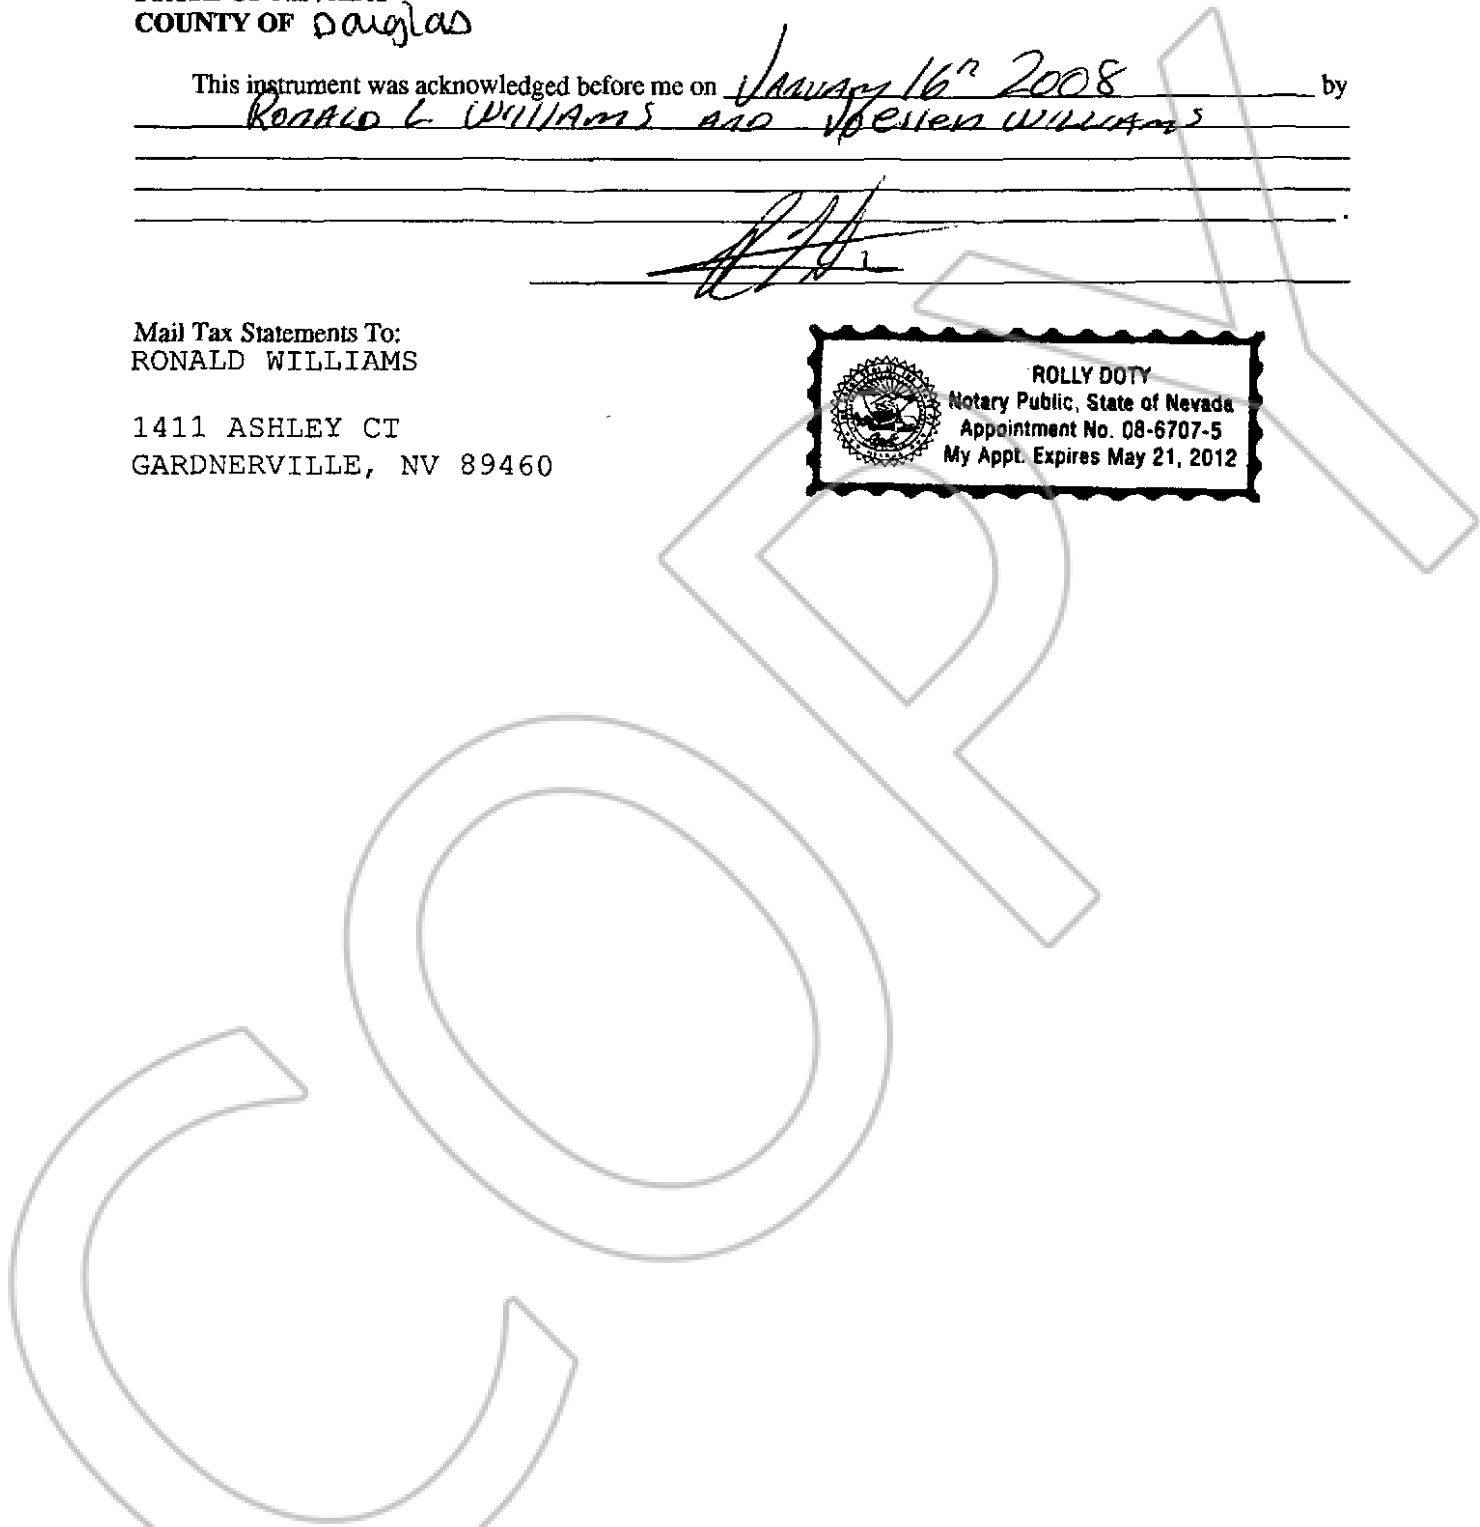 COUNTY OF Douglas
This instrument was acknowledged before me on January 16th 2008 by
Ronald L Williams and Joellen Williams
Mail Tax Statements To:
RONALD WILLIAMS
1411 ASHLEY CT
GARDNERVILLE, NV 89460
ROLLY DOTY
Notary Public, State of Nevada
Appointment No. 08-6707-5
My Appt. Expires May 21, 2012
COPY